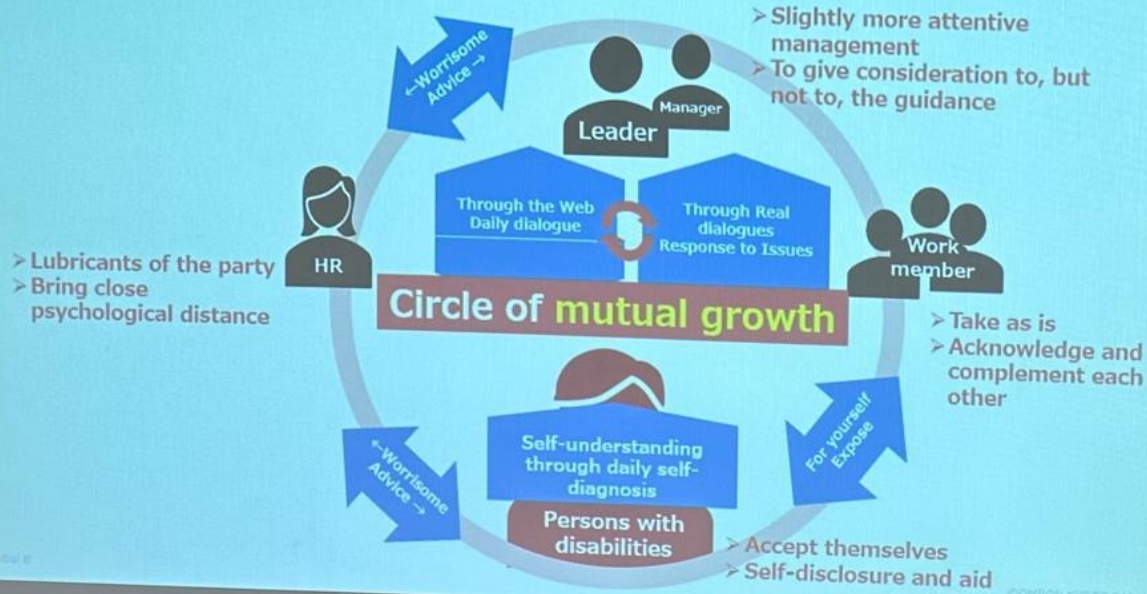 ➢ Slightly more attentive
management
➢ To give consideration to, but
not to, the guidance
←Worrisome
Advice →
Manager
Leader
Through the Web
Daily dialogue
Through Real
dialogues
Response to Issues
HR
Work
member
➢ Lubricants of the party
➢ Bring close
psychological distance
Circle of mutual growth
➢ Take as is
➢ Acknowledge and
complement each
other
For yourself
Expose
←Worrisome
Advice →
Self-understanding
through daily self-
diagnosis
Persons with
disabilities
➢ Accept themselves
➢ Self-disclosure and aid